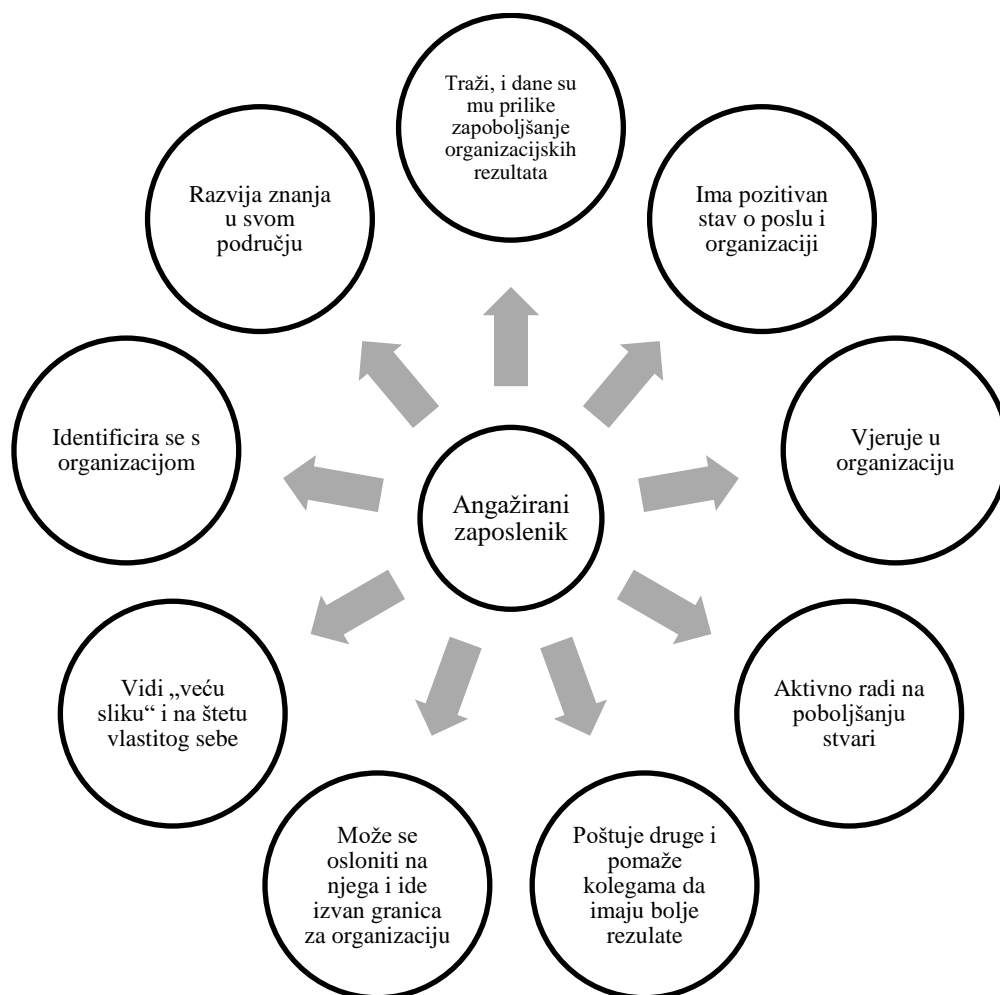 Traži, i dane su
mu prilike
zapoboljšanje
organizacijskih
rezultata
Ima pozitivan
stav o poslu i
organizaciji
Vjeruje u
organizaciju
Aktivno radi na
poboljšanju
stvari
Poštuje druge i
pomaže
kolegama da
imaju bolje
rezulate
Može se
osloniti na
njega i ide
izvan granica
za organizaciju
Vidi „veću
sliku“ i na štetu
vlastitog sebe
Identificira se s
organizacijom
Razvija znanja
u svom
području
Angažirani
zaposlenik